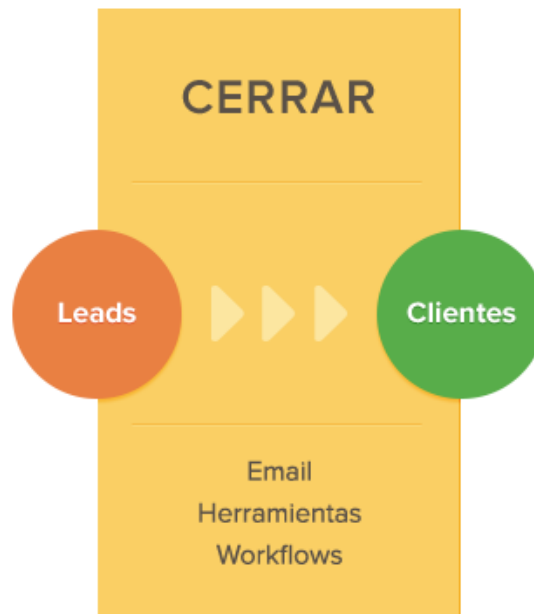 CERRAR
Leads
Clientes
Email
Herramientas
Workflows